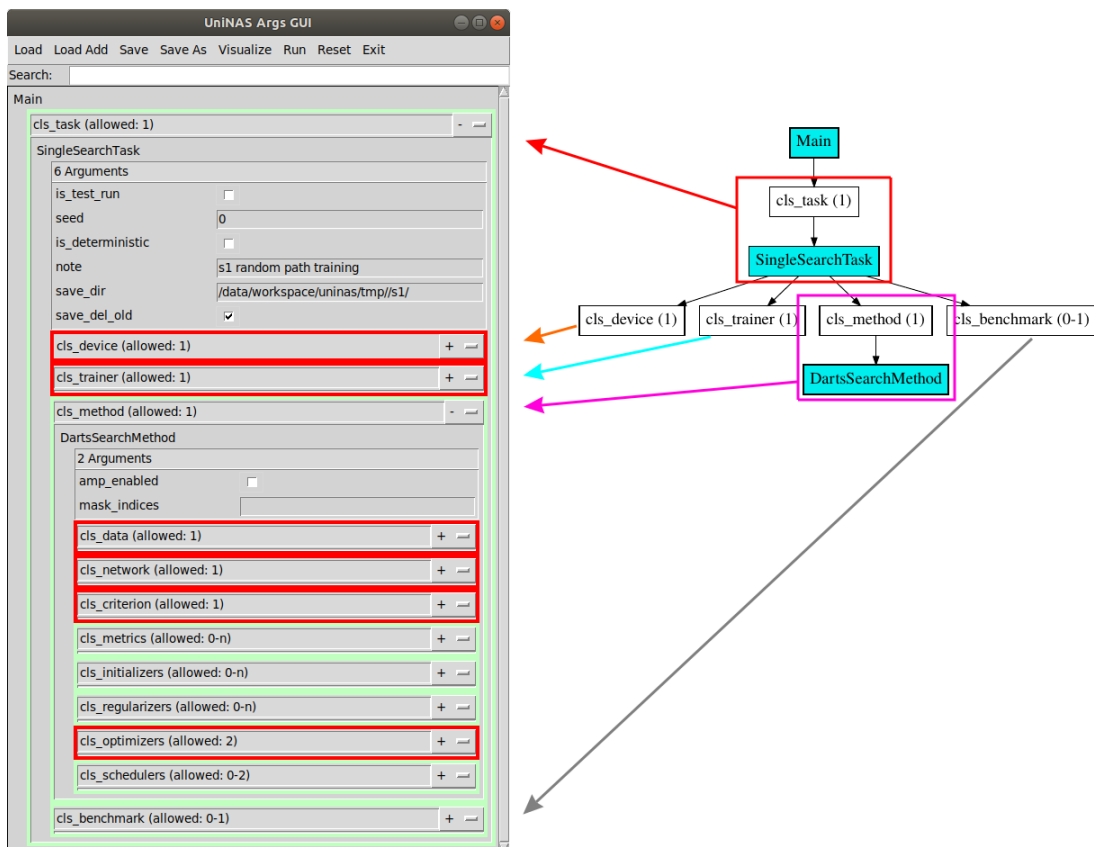 UniNAS Args GUI
Load Load Add Save Save As Visualize Run Reset Exit
Search:
Main
cls_task (allowed: 1) -
SingleSearchTask
6 Arguments
is_test_run
seed 0
is_deterministic
note s1 random path training
save_dir /data/workspace/uninas/tmp//s1/
save_del_old
cls_device (allowed: 1) +
cls_trainer (allowed: 1) +
cls_method (allowed: 1) -
DartsSearchMethod
2 Arguments
amp_enabled
mask_indices
cls_data (allowed: 1) +
cls_network (allowed: 1) +
cls_criterion (allowed: 1) +
cls_metrics (allowed: 0-n) +
cls_initializers (allowed: 0-n) +
cls_regularizers (allowed: 0-n) +
cls_optimizers (allowed: 2) +
cls_schedulers (allowed: 0-2) +
cls_benchmark (allowed: 0-1) +
Main
cls_task (1)
SingleSearchTask
cls_device (1) cls_trainer (1) cls_method (1) cls_benchmark (0-1)
DartsSearchMethod